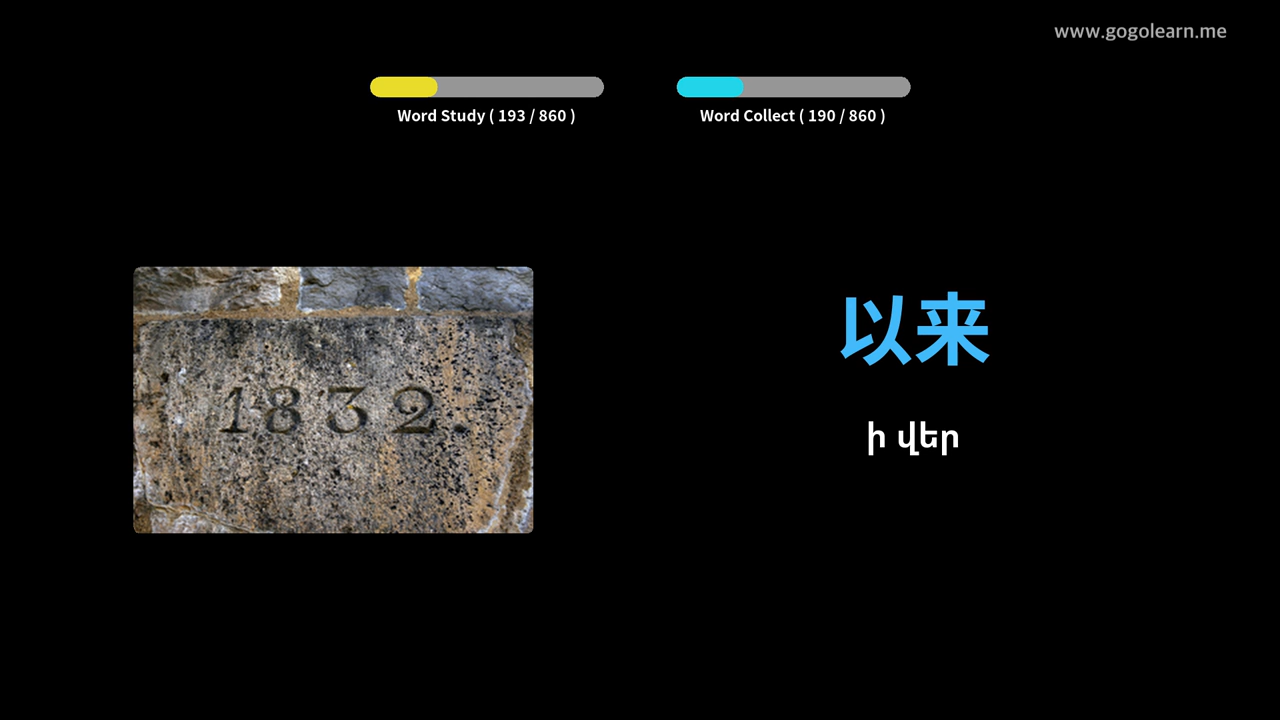 www.gogolearn.me
Word Study ( 193 / 860 )
Word Collect ( 190 / 860 )
1832.
以来
ի վեր